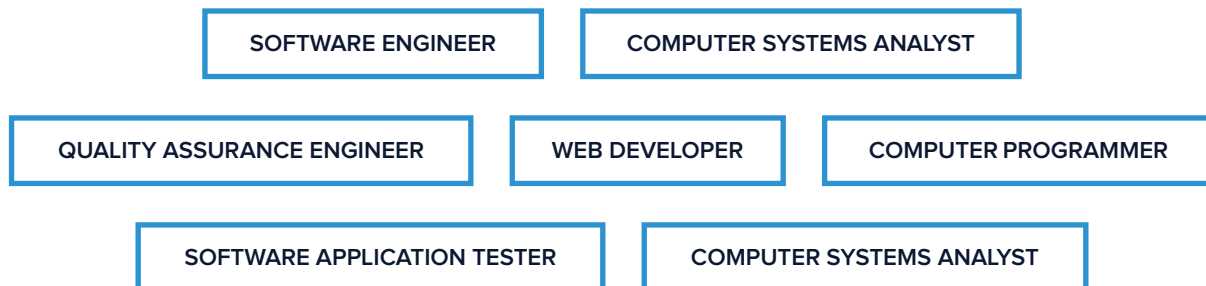 SOFTWARE ENGINEER
COMPUTER SYSTEMS ANALYST
QUALITY ASSURANCE ENGINEER
WEB DEVELOPER
COMPUTER PROGRAMMER
SOFTWARE APPLICATION TESTER
COMPUTER SYSTEMS ANALYST